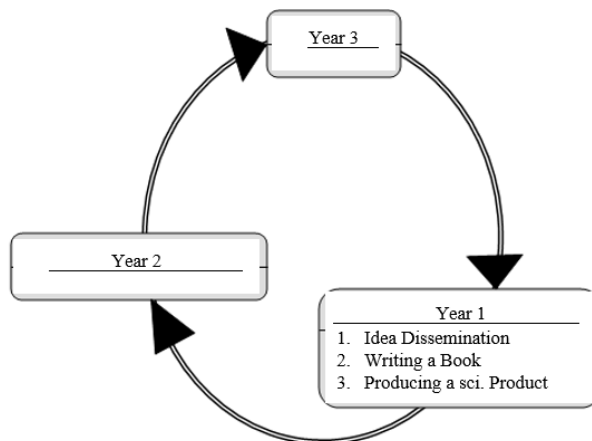 Year 3
Year 2
Year 1
1. Idea Dissemination
2. Writing a Book
3. Producing a sci. Product